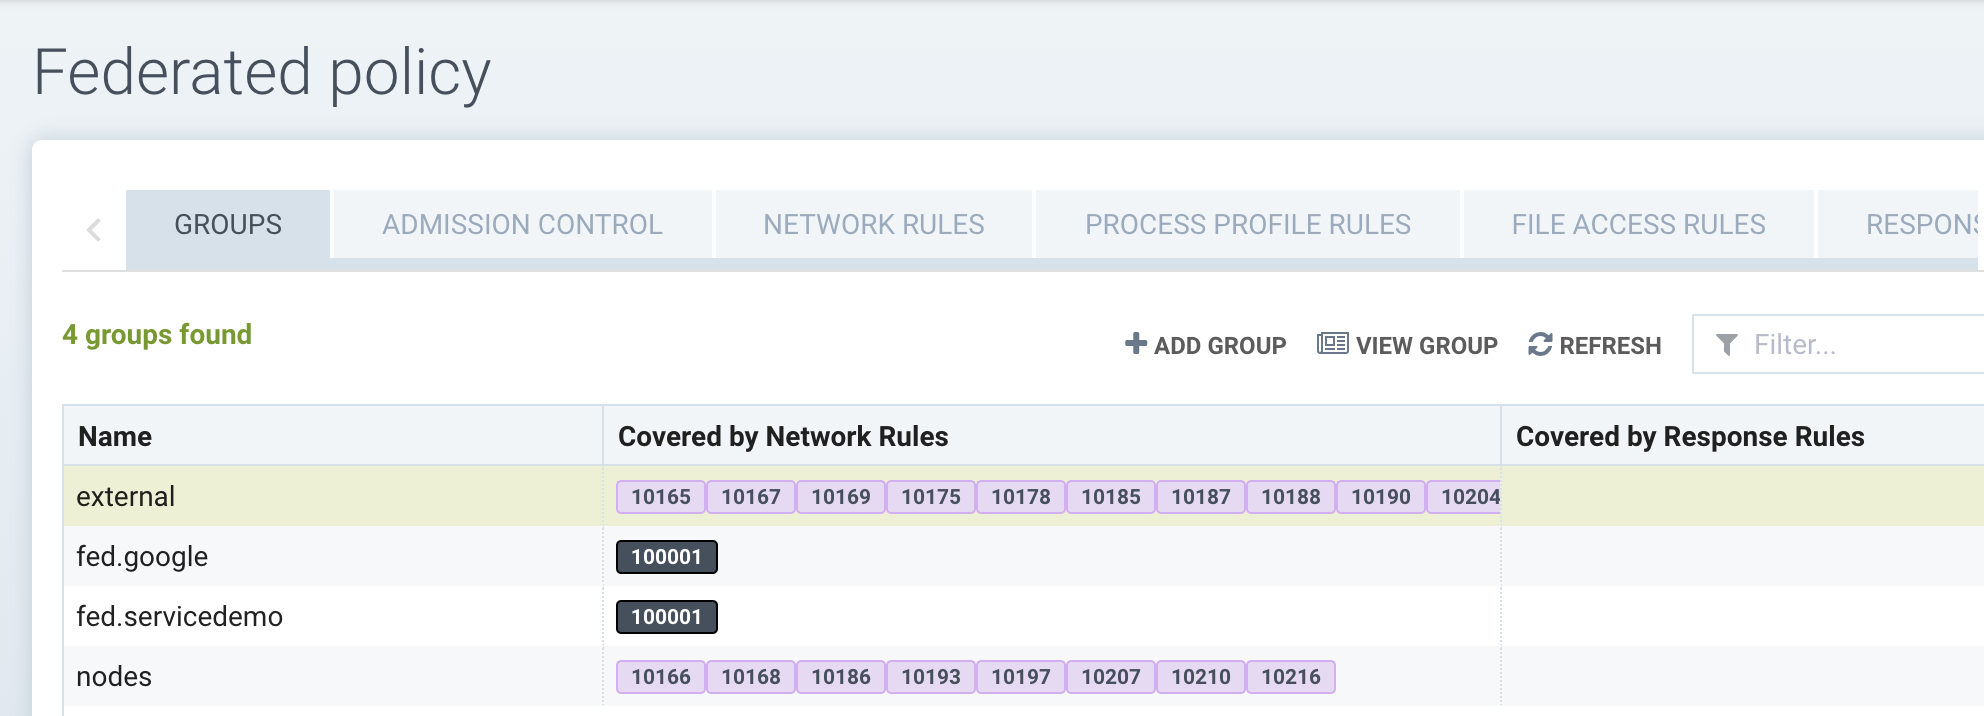 Federated policy
GROUPS ADMISSION CONTROL NETWORK RULES PROCESS PROFILE RULES FILE ACCESS RULES RESPONS
4 groups found ADD GROUP VIEW GROUP REFRESH Filter...
Name Covered by Network Rules Covered by Response Rules
external 10165 10167 10169 10175 10178 10185 10187 10188 10190 10204
fed.google 100001
fed.servicedemo 100001
nodes 10166 10168 10186 10193 10197 10207 10210 10216